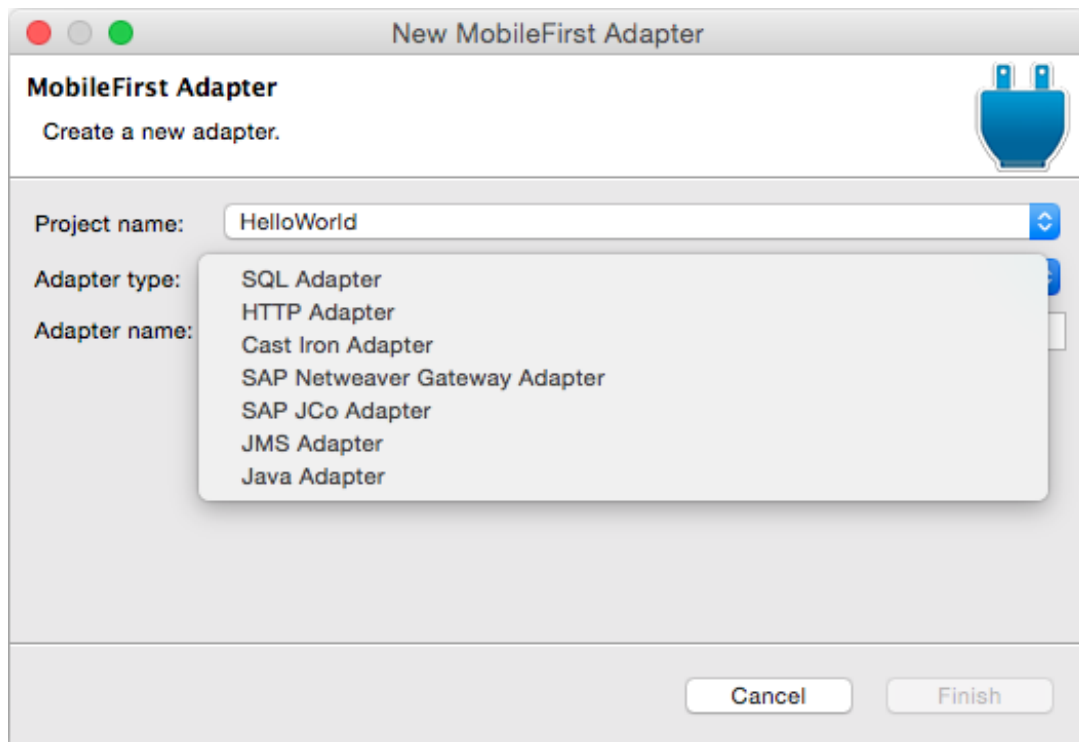 New MobileFirst Adapter
MobileFirst Adapter
Create a new adapter.
Project name: HelloWorld
Adapter type:
SQL Adapter
HTTP Adapter
Adapter name:
Cast Iron Adapter
SAP Netweaver Gateway Adapter
SAP JCo Adapter
JMS Adapter
Java Adapter
Cancel Finish